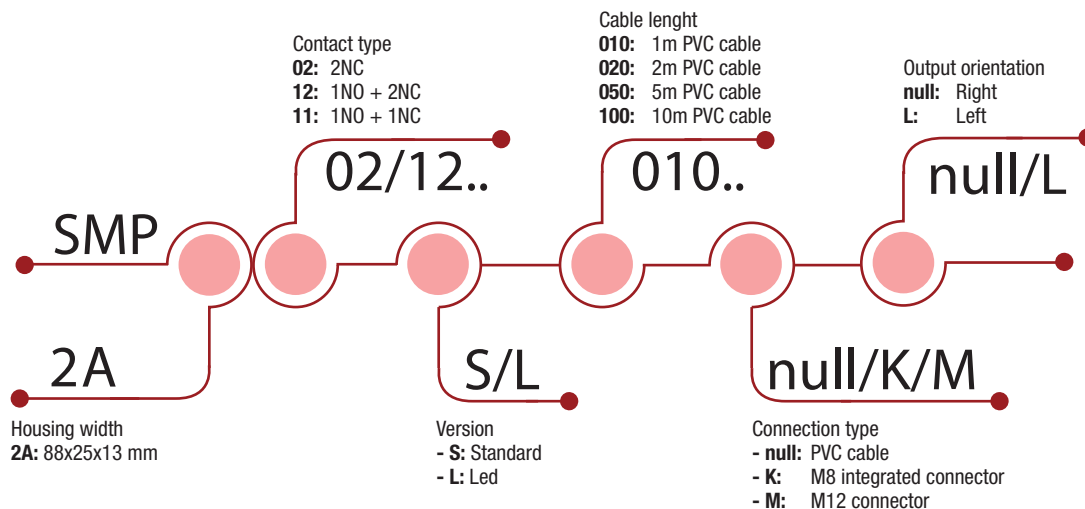 Contact type
02: 2NC
12: 1NO + 2NC
11: 1NO + 1NC
Cable lenght
010: 1m PVC cable
020: 2m PVC cable
050: 5m PVC cable
100: 10m PVC cable
Output orientation
null: Right
L: Left
SMP
02/12..
010..
null/L
2A
S/L
null/K/M
Housing width
2A: 88x25x13 mm
Version
- S: Standard
- L: Led
Connection type
- null: PVC cable
- K: M8 integrated connector
- M: M12 connector